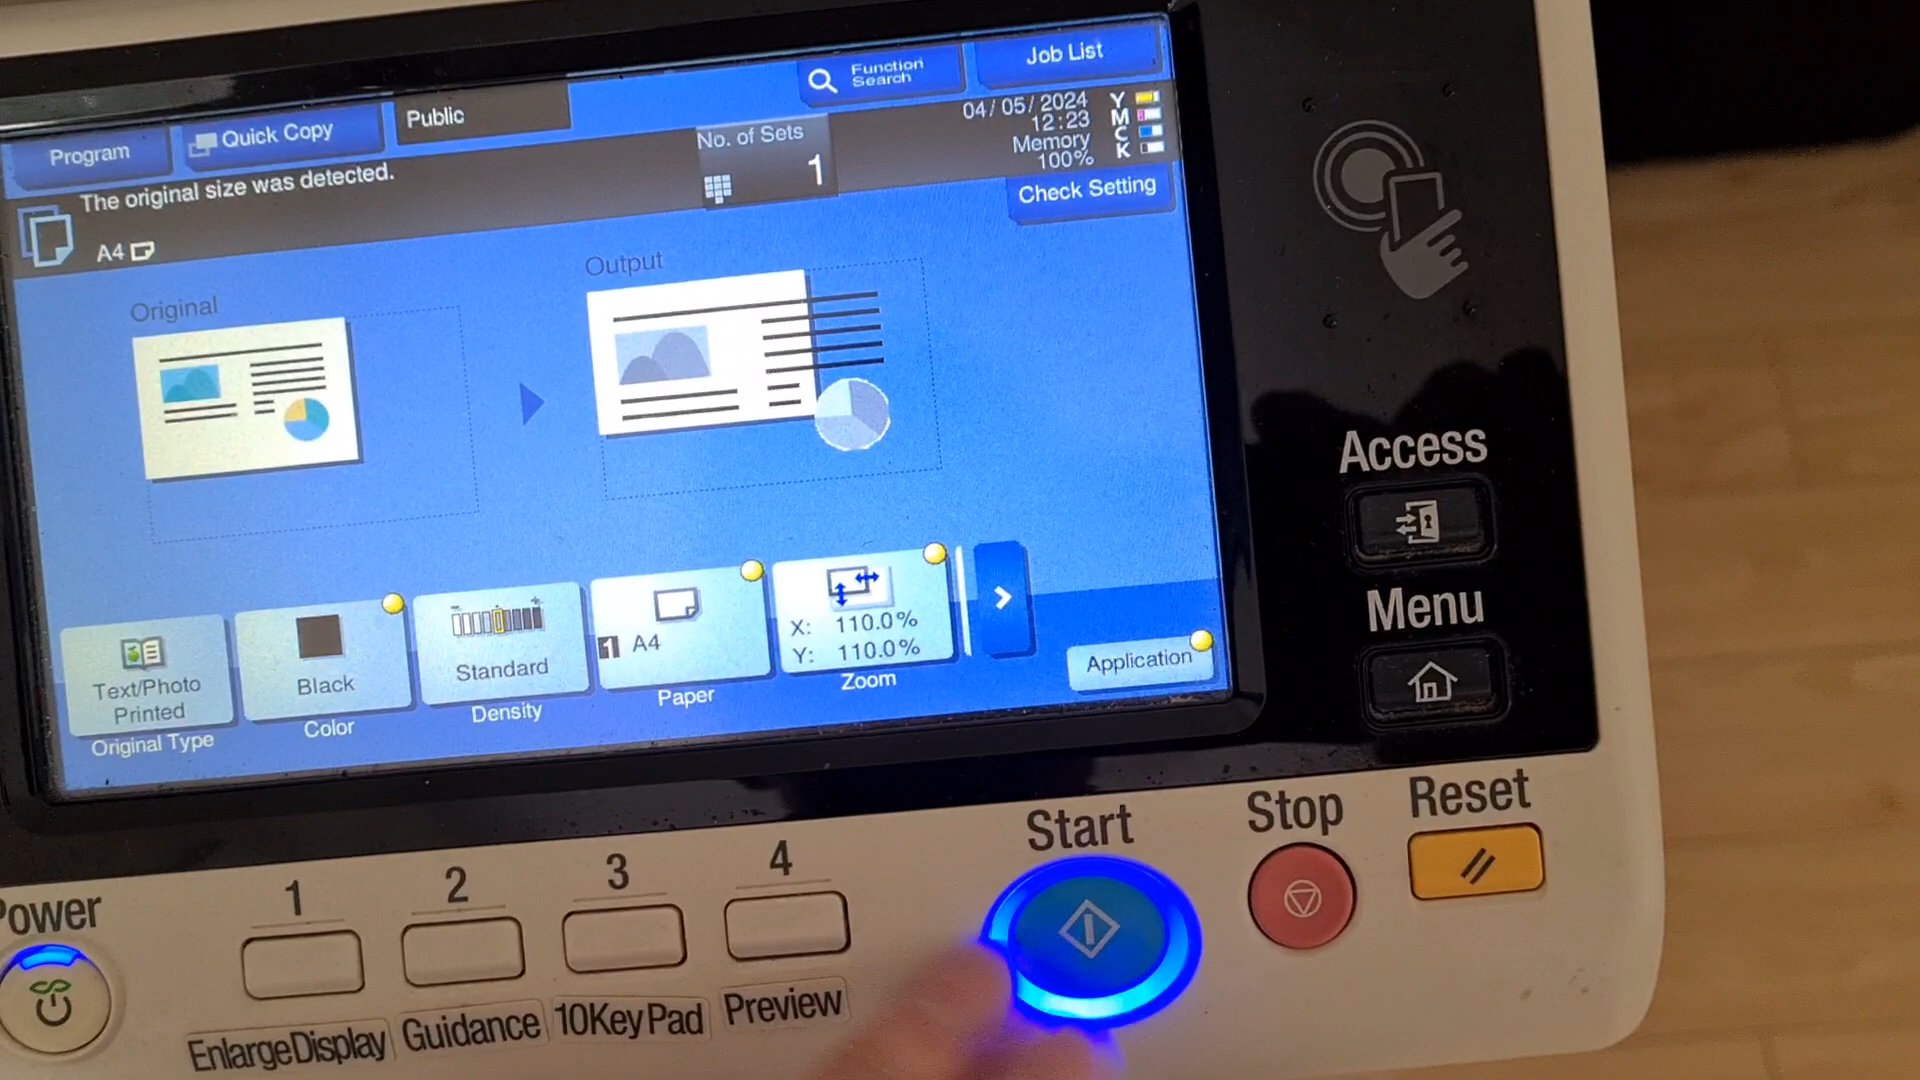 Job List
Function
Search
Public
Quick Copy
Program
04/05/2024
12:23
Memory
100%
Y
M
C
K
No. of Sets
1
The original size was detected.
A4
Check Setting
Original
Output
Text/Photo
Printed
Original Type
Black
Color
Standard
Density
1 A4
Paper
X: 110.0%
Y: 110.0%
Zoom
Application
Access
Menu
Power
1
2
3
4
Start
Stop
Reset
EnlargeDisplay
Guidance
10KeyPad
Preview